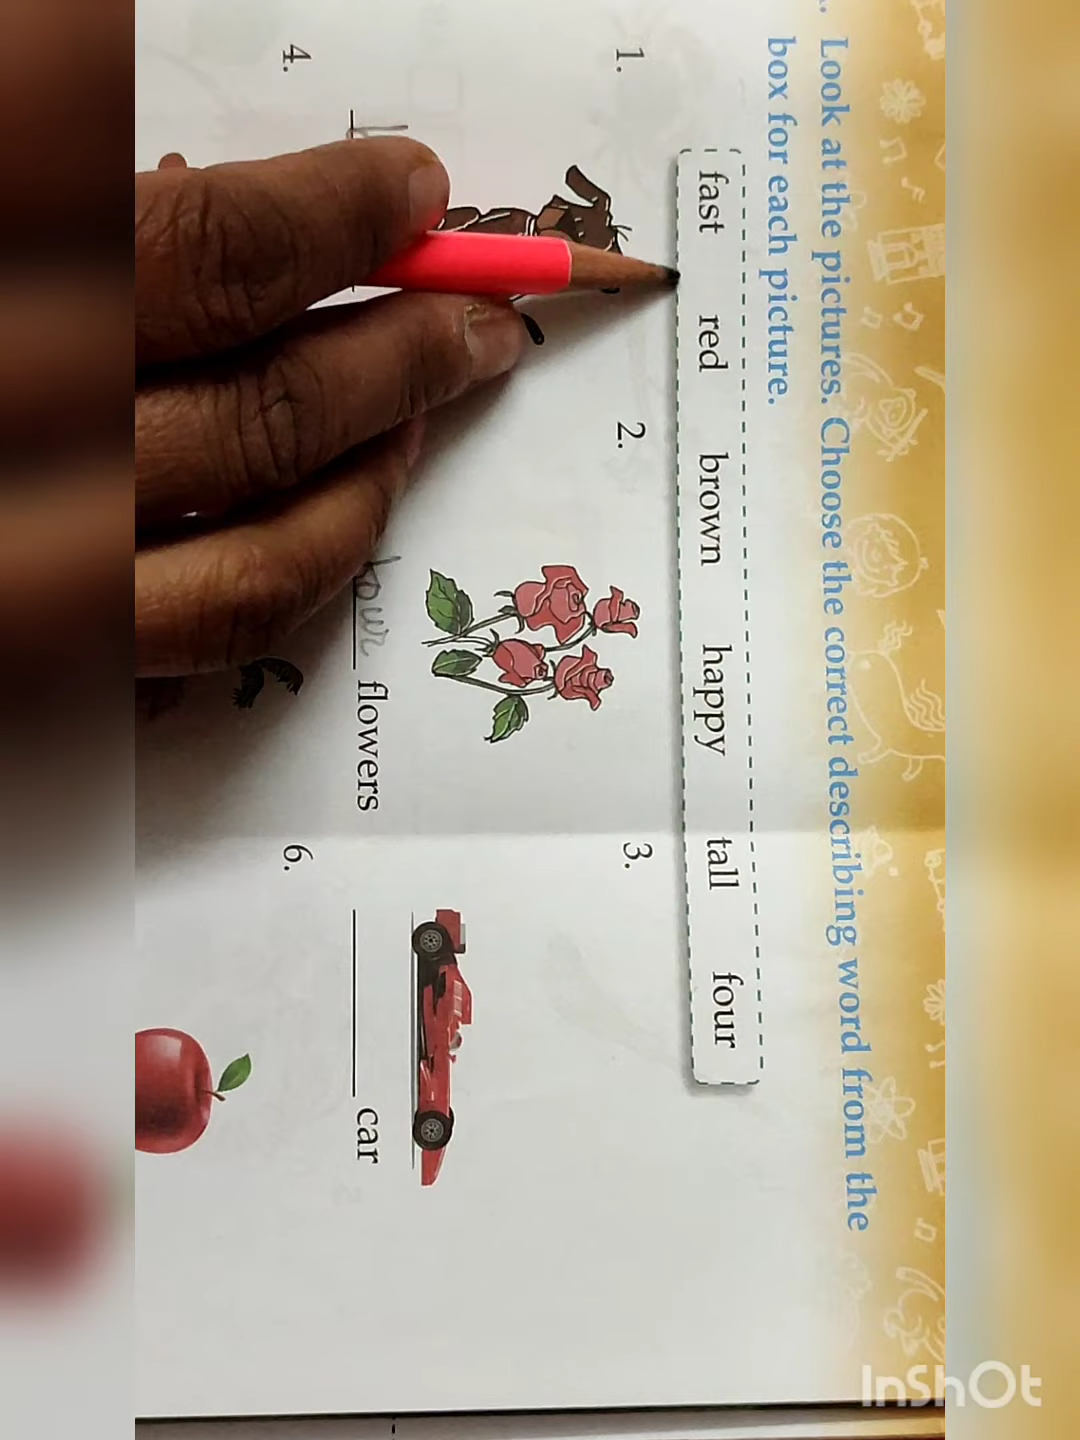 Look at the pictures. Choose the correct describing word from the
box for each picture.
fast red brown happy tall four
1.
2.
3.
four flowers
car
4.
6.
InShOt